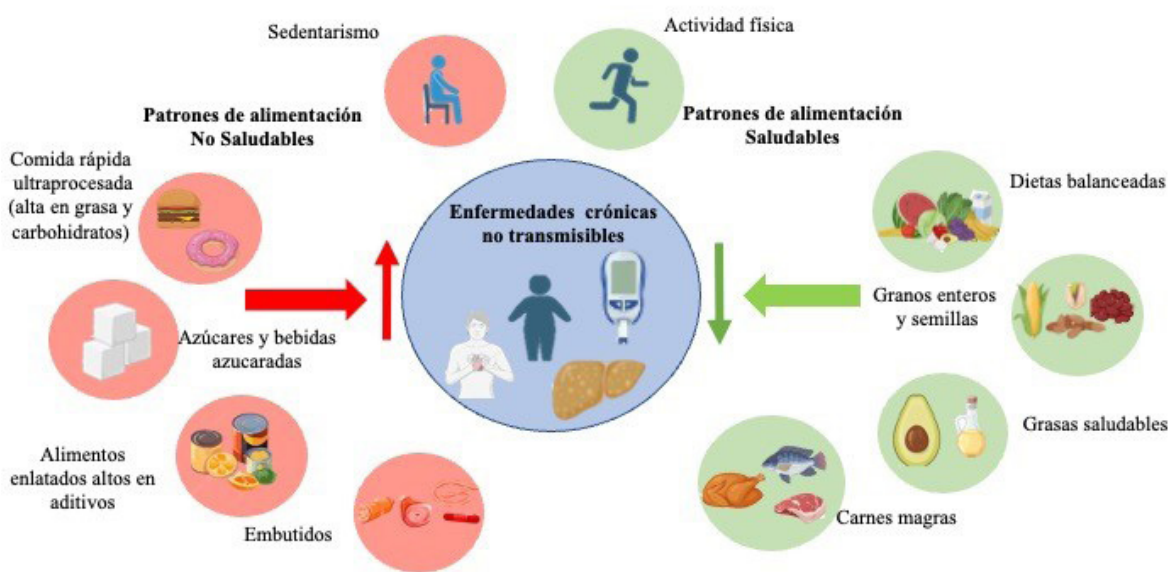 Sedentarismo
Actividad física
Patrones de alimentación
No Saludables
Patrones de alimentación
Saludables
Comida rápida
ultraprocesada
(alta en grasa y
carbohidratos)
Enfermedades crónicas
no transmisibles
Dietas balanceadas
Azúcares y bebidas
azucaradas
Granos enteros
y semillas
Alimentos
enlatados altos en
aditivos
Grasas saludables
Embutidos
Carnes magras